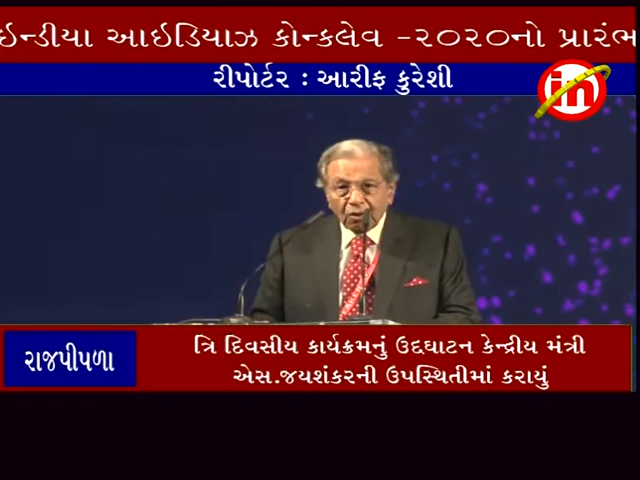 ઇન્ડીયા આઇડિયાઝ કોન્કલેવ -૨૦૨૦નો પ્રારંભ
રીપોર્ટર : આરીફ કુરેશી
in
રાજપીપળા
ત્રિ દિવસીય કાર્યક્રમનું ઉદ્દઘાટન કેન્દ્રીય મંત્રી
એસ.જયશંકરની ઉપસ્થિતીમાં કરાયું